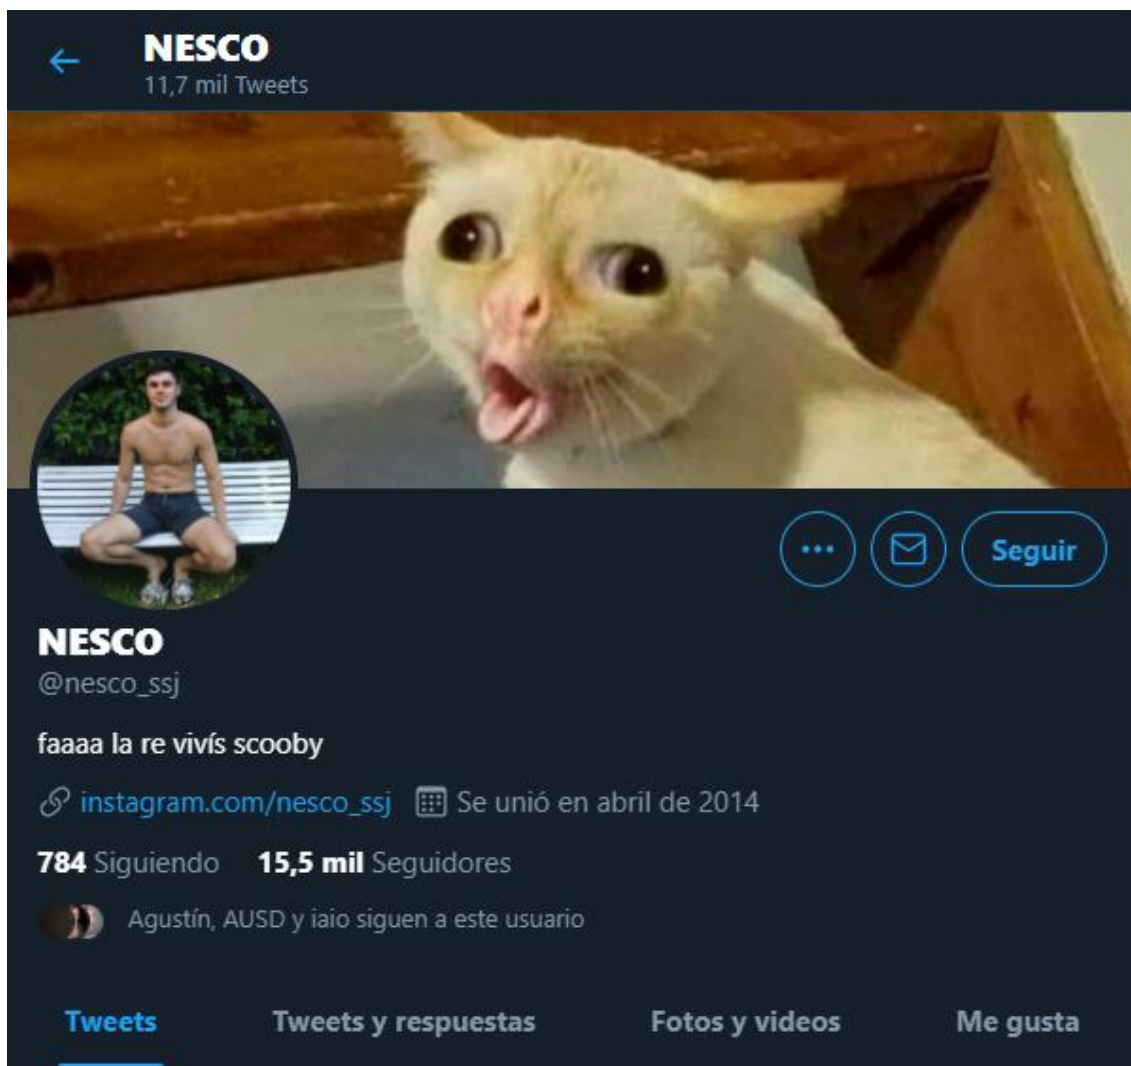 NESCO
11,7 mil Tweets
Seguir
NESCO
@nesco_ssj
faaaa la re vivís scooby
instagram.com/nesco_ssj Se unió en abril de 2014
784 Siguiendo 15,5 mil Seguidores
Agustín, AUSD y iaio siguen a este usuario
Tweets Tweets y respuestas Fotos y videos Me gusta